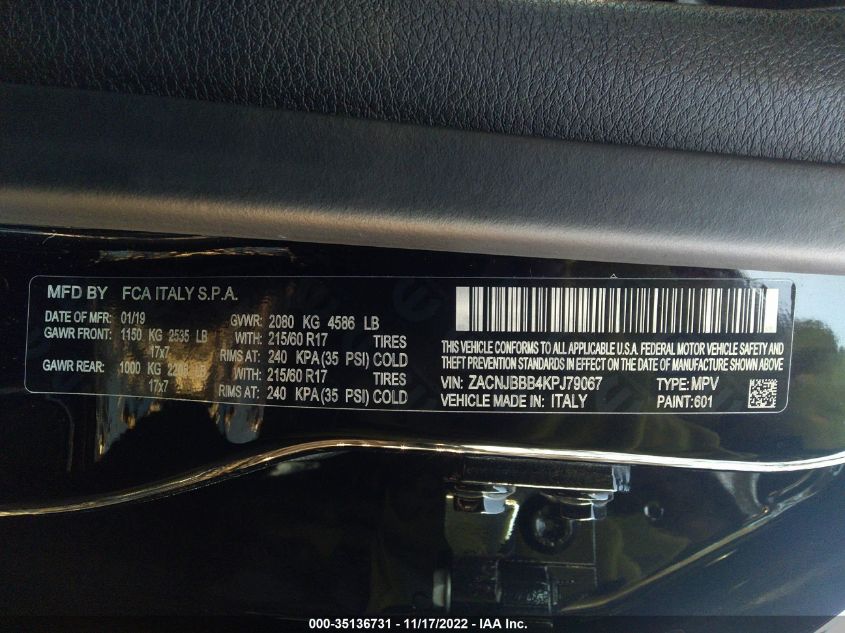 MFD BY FCA ITALY S.P.A.
DATE OF MFR: 01/19 GVWR: 2080 KG 4586 LB
GAWR FRONT: 1150 KG 2535 LB WITH: 215/60 R17 TIRES
17x7 RIMS AT: 240 KPA (35 PSI) COLD
GAWR REAR: 1000 KG 2205 LB WITH: 215/60 R17 TIRES
17x7 RIMS AT: 240 KPA (35 PSI) COLD
THIS VEHICLE CONFORMS TO ALL APPLICABLE U.S.A. FEDERAL MOTOR VEHICLE SAFETY AND
THEFT PREVENTION STANDARDS IN EFFECT ON THE DATE OF MANUFACTURE SHOWN ABOVE
VIN: ZACNJBBB4KPJ79067 TYPE: MPV
VEHICLE MADE IN: ITALY PAINT: 601
000-35136731 - 11/17/2022 - IAA Inc.